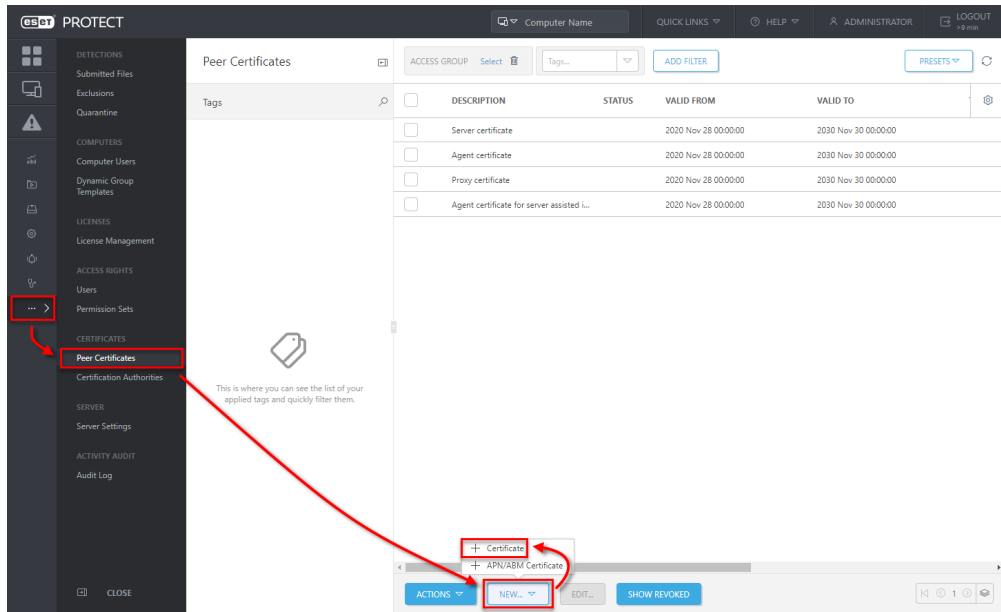 eset PROTECT
Computer Name
QUICK LINKS
HELP
ADMINISTRATOR
LOGOUT
>9 min
DETECTIONS
Submitted Files
Exclusions
Quarantine
COMPUTERS
Computer Users
Dynamic Group
Templates
LICENSES
License Management
ACCESS RIGHTS
Users
Permission Sets
CERTIFICATES
Peer Certificates
Certification Authorities
SERVER
Server Settings
ACTIVITY AUDIT
Audit Log
CLOSE
Peer Certificates
Tags
This is where you can see the list of your
applied tags and quickly filter them.
ACCESS GROUP Select Tags... ADD FILTER PRESETS
DESCRIPTION STATUS VALID FROM VALID TO
Server certificate 2020 Nov 28 00:00:00 2030 Nov 30 00:00:00
Agent certificate 2020 Nov 28 00:00:00 2030 Nov 30 00:00:00
Proxy certificate 2020 Nov 28 00:00:00 2030 Nov 30 00:00:00
Agent certificate for server assisted i... 2020 Nov 28 00:00:00 2030 Nov 30 00:00:00
+ Certificate
+ APN/ABM Certificate
ACTIONS NEW... EDIT... SHOW REVOKED 1